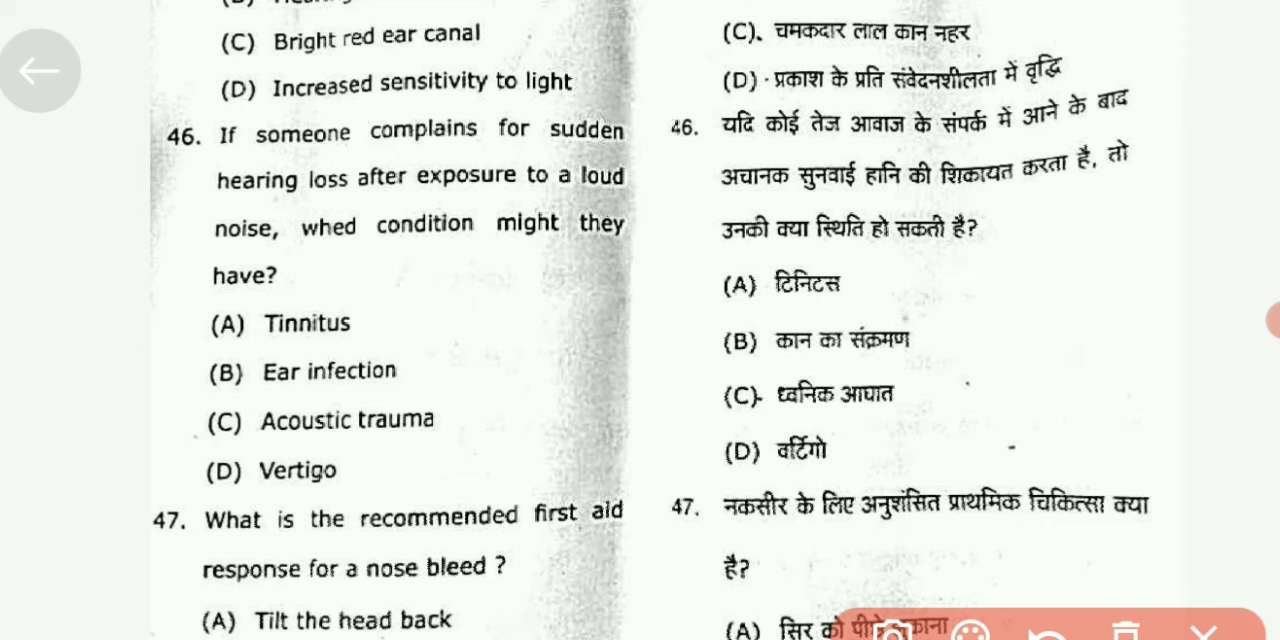 (C) Bright red ear canal
(D) Increased sensitivity to light
46. If someone complains for sudden
hearing loss after exposure to a loud
noise, whed condition might they
have?
(A) Tinnitus
(B) Ear infection
(C) Acoustic trauma
(D) Vertigo
47. What is the recommended first aid
response for a nose bleed ?
(A) Tilt the head back
(C). चमकदार लाल कान नहर
(D) प्रकाश के प्रति संवेदनशीलता में वृद्धि
46. यदि कोई तेज आवाज के संपर्क में आने के बाद
अचानक सुनवाई हानि की शिकायत करता है, तो
उनकी क्या स्थिति हो सकती है?
(A) टिनिटस
(B) कान का संक्रमण
(C) ध्वनिक आघात
(D) वर्टिगो
47. नकसीर के लिए अनुशंसित प्राथमिक चिकित्सा क्या
है?
(A) सिर को